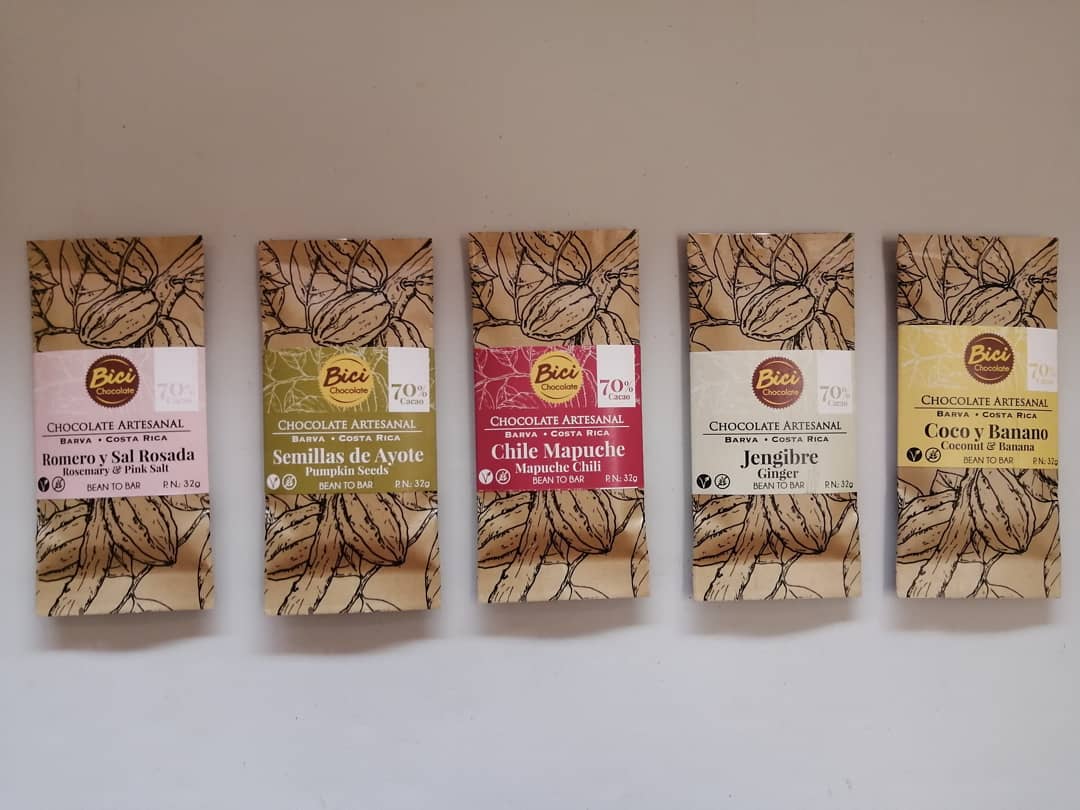 Bici
Chocolate
70%
Cacao
CHOCOLATE ARTESANAL
BARVA • COSTA RICA
Romero y Sal Rosada
Rosemary & Pink Salt
BEAN TO BAR
P. N.: 32g
Bici
Chocolate
70%
Cacao
CHOCOLATE ARTESANAL
BARVA • COSTA RICA
Semillas de Ayote
Pumpkin Seeds
BEAN TO BAR
P. N.: 32g
Bici
Chocolate
70%
Cacao
CHOCOLATE ARTESANAL
BARVA • COSTA RICA
Chile Mapuche
Mapuche Chili
BEAN TO BAR
P. N.: 32g
Bici
Chocolate
70%
Cacao
CHOCOLATE ARTESANAL
BARVA • COSTA RICA
Jengibre
Ginger
BEAN TO BAR
P. N.: 32g
Bici
Chocolate
70%
Cacao
CHOCOLATE ARTESANAL
BARVA • COSTA RICA
Coco y Banano
Coconut & Banana
BEAN TO BAR
P. N.: 32g